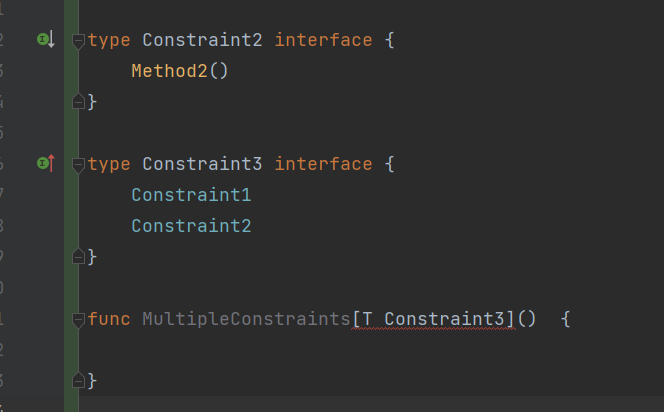 type Constraint2 interface {
Method2()
}
type Constraint3 interface {
Constraint1
Constraint2
}
func MultipleConstraints[T Constraint3]() {
}